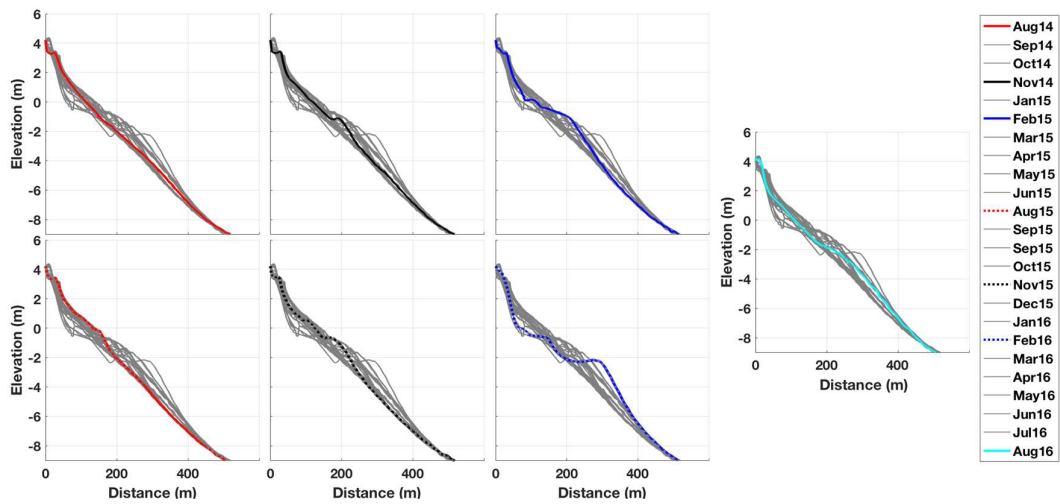 6
4
2
0
-2
-4
-6
-8
Elevation (m)
6
4
2
0
-2
-4
-6
-8
Elevation (m)
0 200 400
Distance (m)
0 200 400
Distance (m)
0 200 400
Distance (m)
6
4
2
0
-2
-4
-6
-8
Elevation (m)
0 200 400
Distance (m)
Aug14
Sep14
Oct14
Nov14
Jan15
Feb15
Mar15
Apr15
May15
Jun15
Aug15
Sep15
Sep15
Oct15
Nov15
Dec15
Jan16
Feb16
Mar16
Apr16
May16
Jun16
Jul16
Aug16